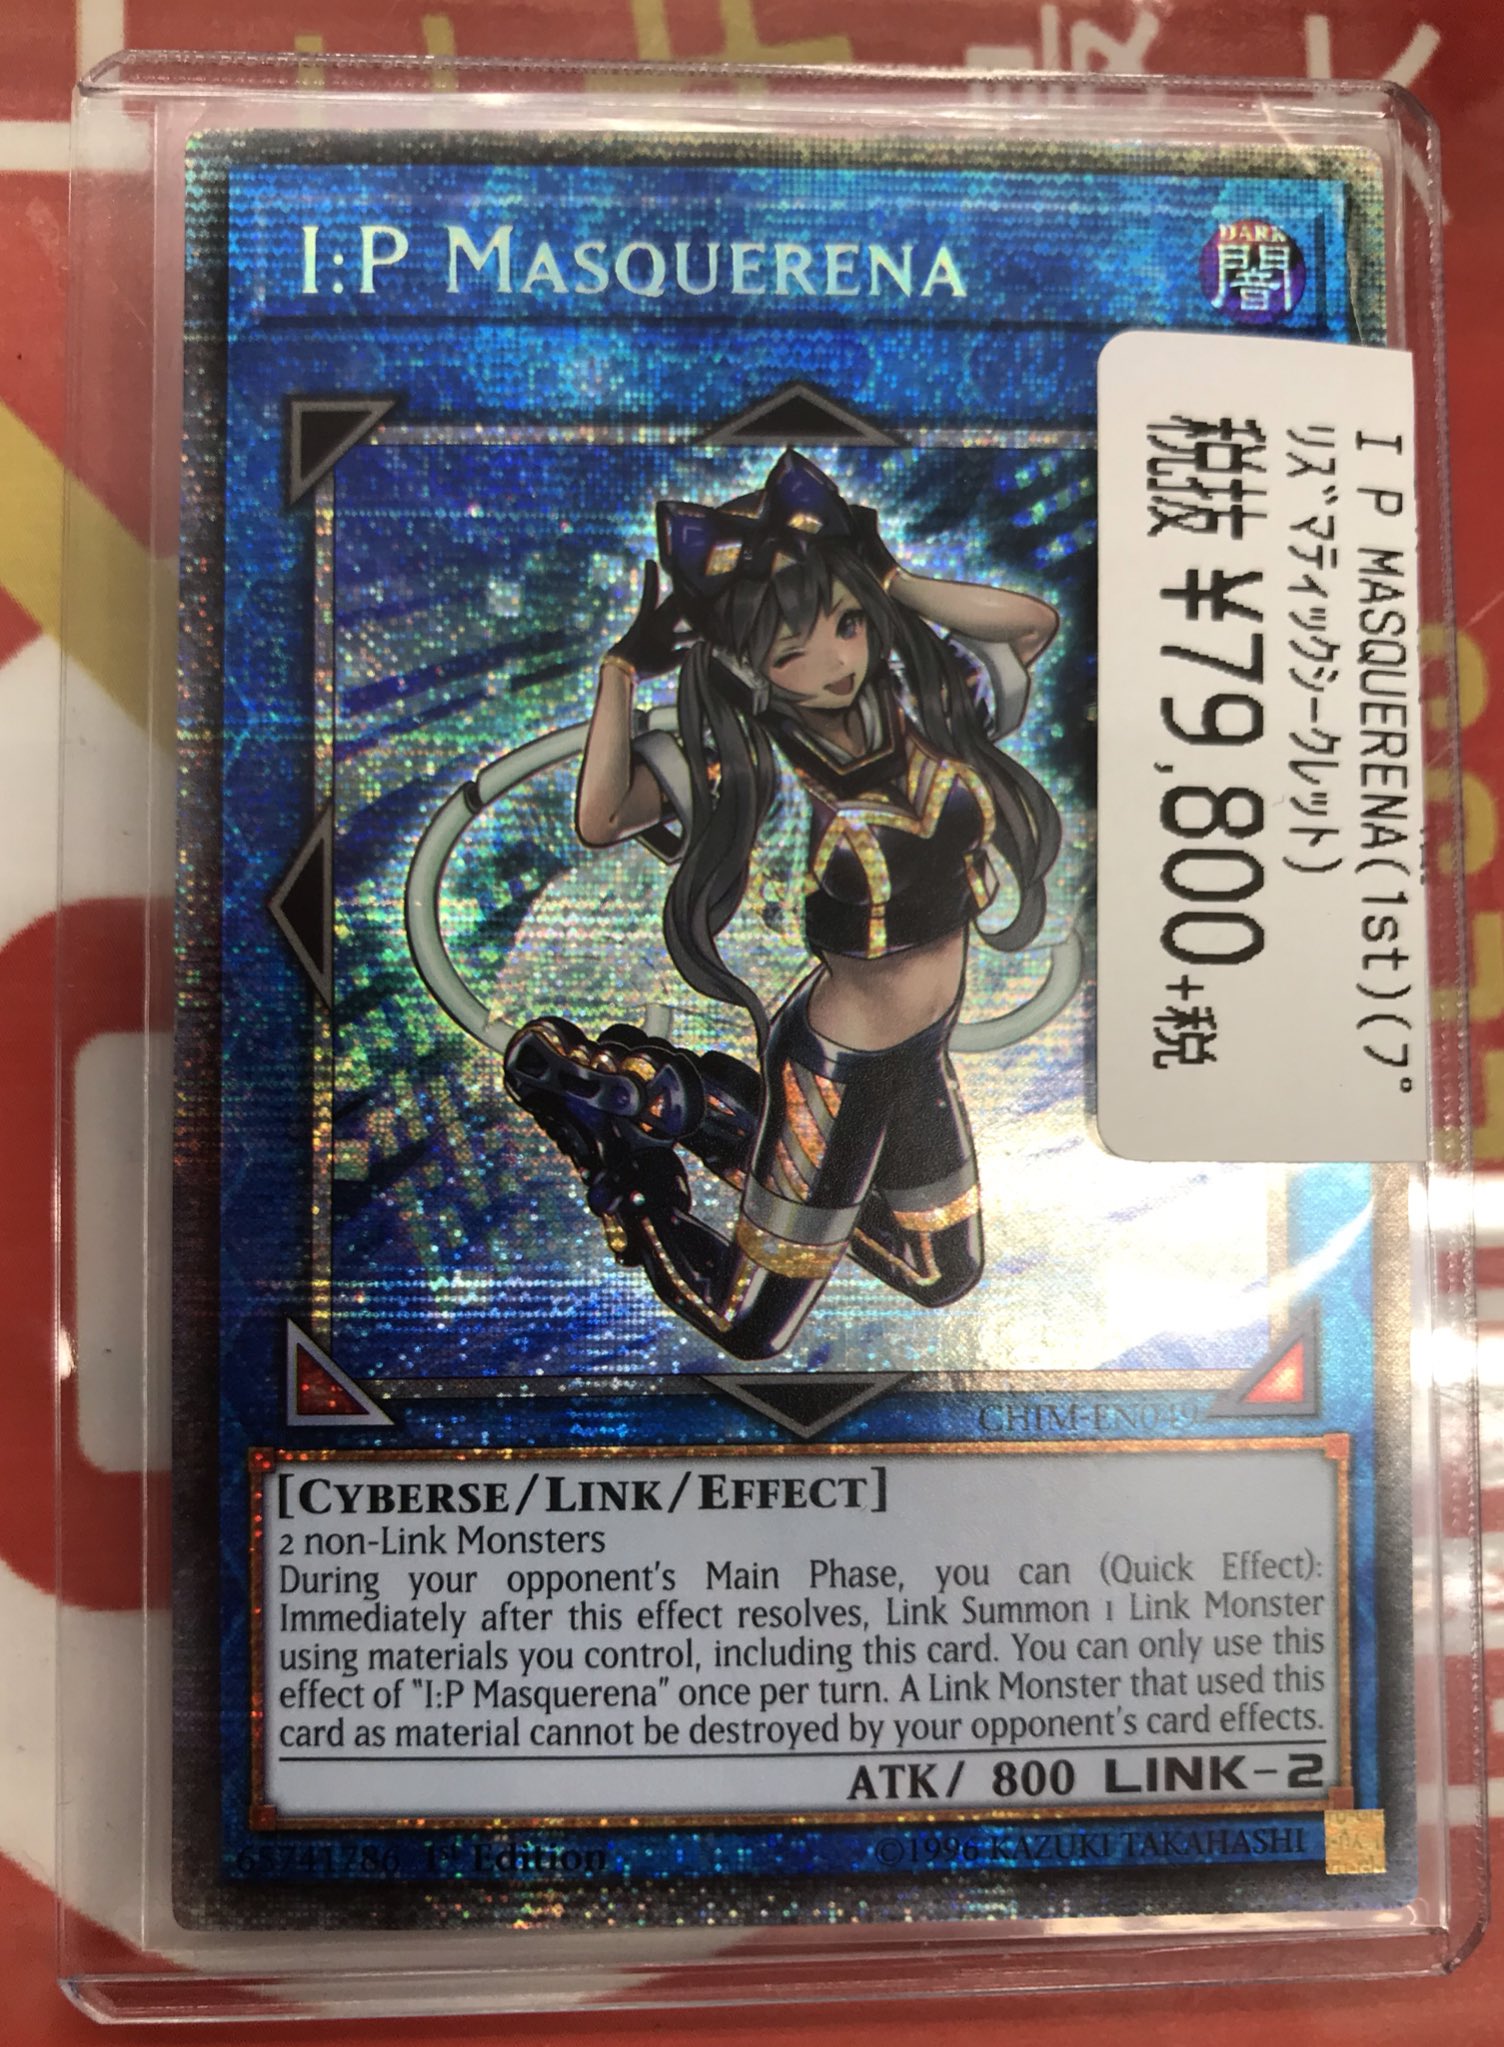 I:P MASQUERENA
DARK
闇
I P MASQUERENA(1st)(プ
リズマティックシークレット)
税抜 ¥79,800+税
CHIM-EN049
[CYBERSE/LINK/EFFECT]
2 non-Link Monsters
During your opponent's Main Phase, you can (Quick Effect):
Immediately after this effect resolves, Link Summon 1 Link Monster
using materials you control, including this card. You can only use this
effect of "I:P Masquerena" once per turn. A Link Monster that used this
card as material cannot be destroyed by your opponent's card effects.
ATK/ 800 LINK-2
65741786 1st Edition
©1996 KAZUKI TAKAHASHI